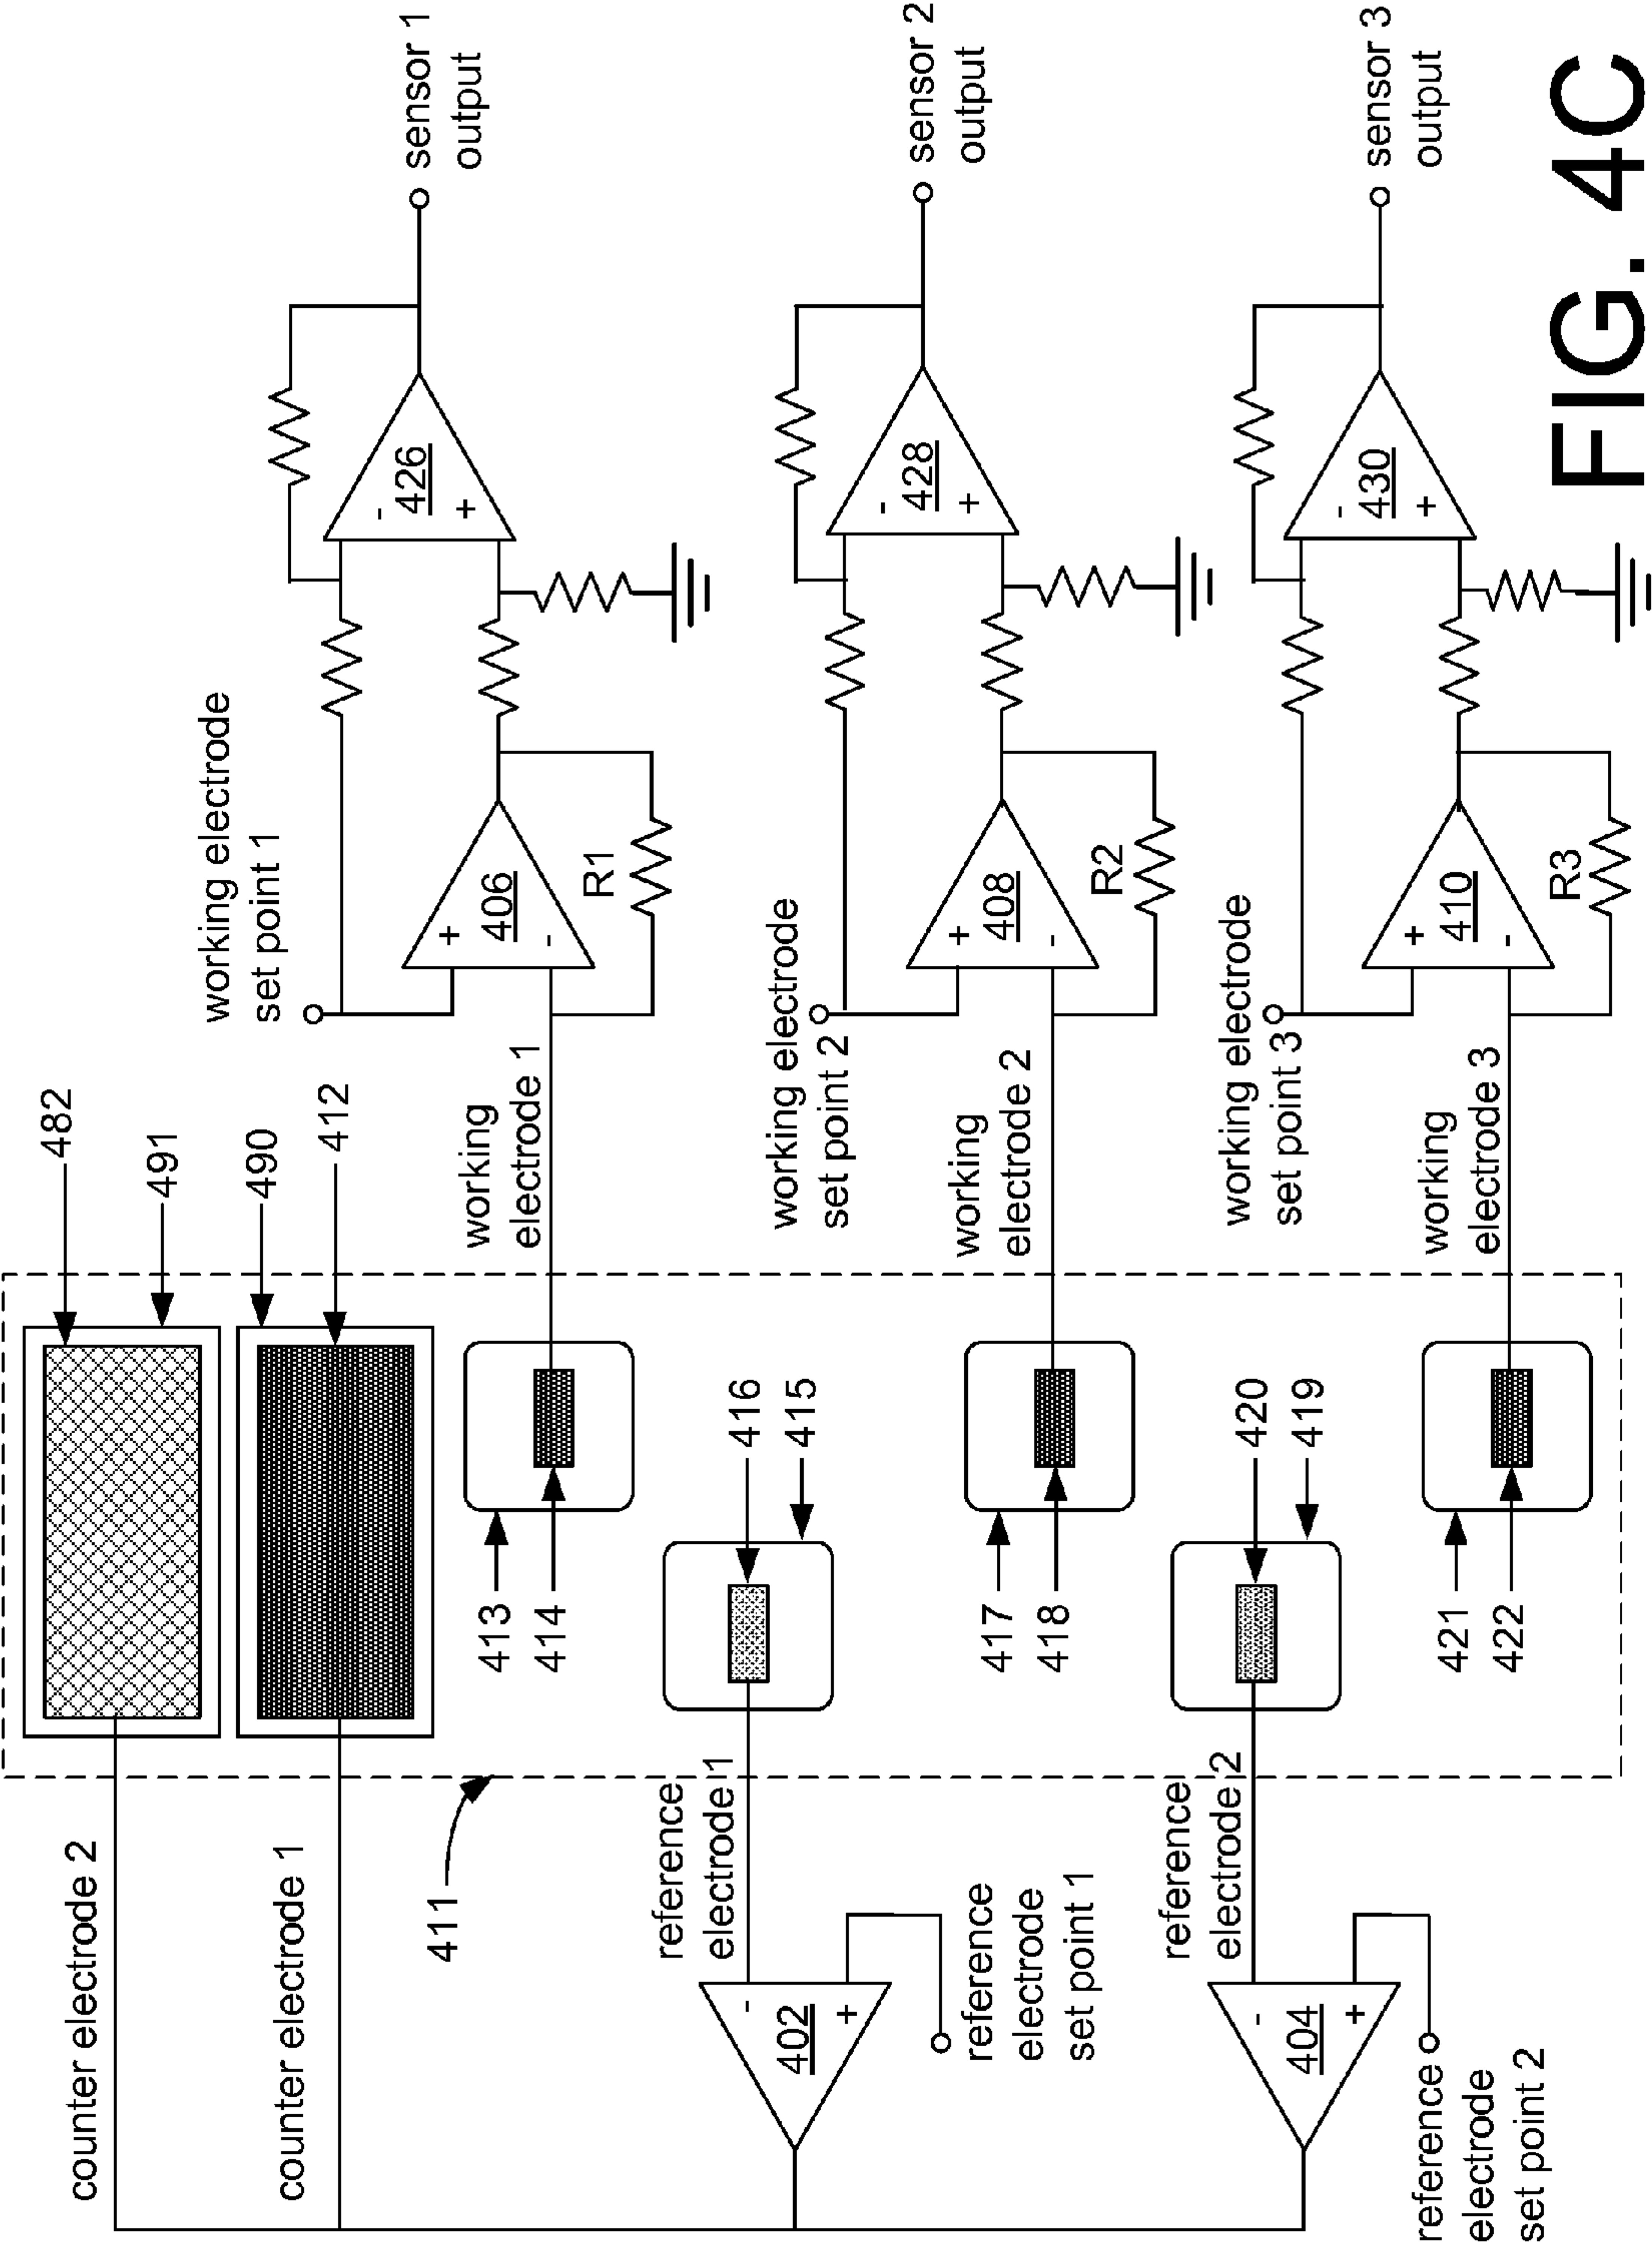 counter electrode 2
counter electrode 1
482
491
490
412
411
working electrode
set point 1
working
electrode 1
+
406
-
R1
-
426
+
sensor 1
output
413
414
reference
electrode 1
416
415
-
402
+
reference
electrode
set point 1
working electrode
set point 2
working
electrode 2
+
408
-
R2
-
428
+
sensor 2
output
417
418
reference
electrode 2
420
419
-
404
+
reference
electrode
set point 2
working electrode
set point 3
working
electrode 3
+
410
-
R3
-
430
+
sensor 3
output
421
422
FIG. 4C